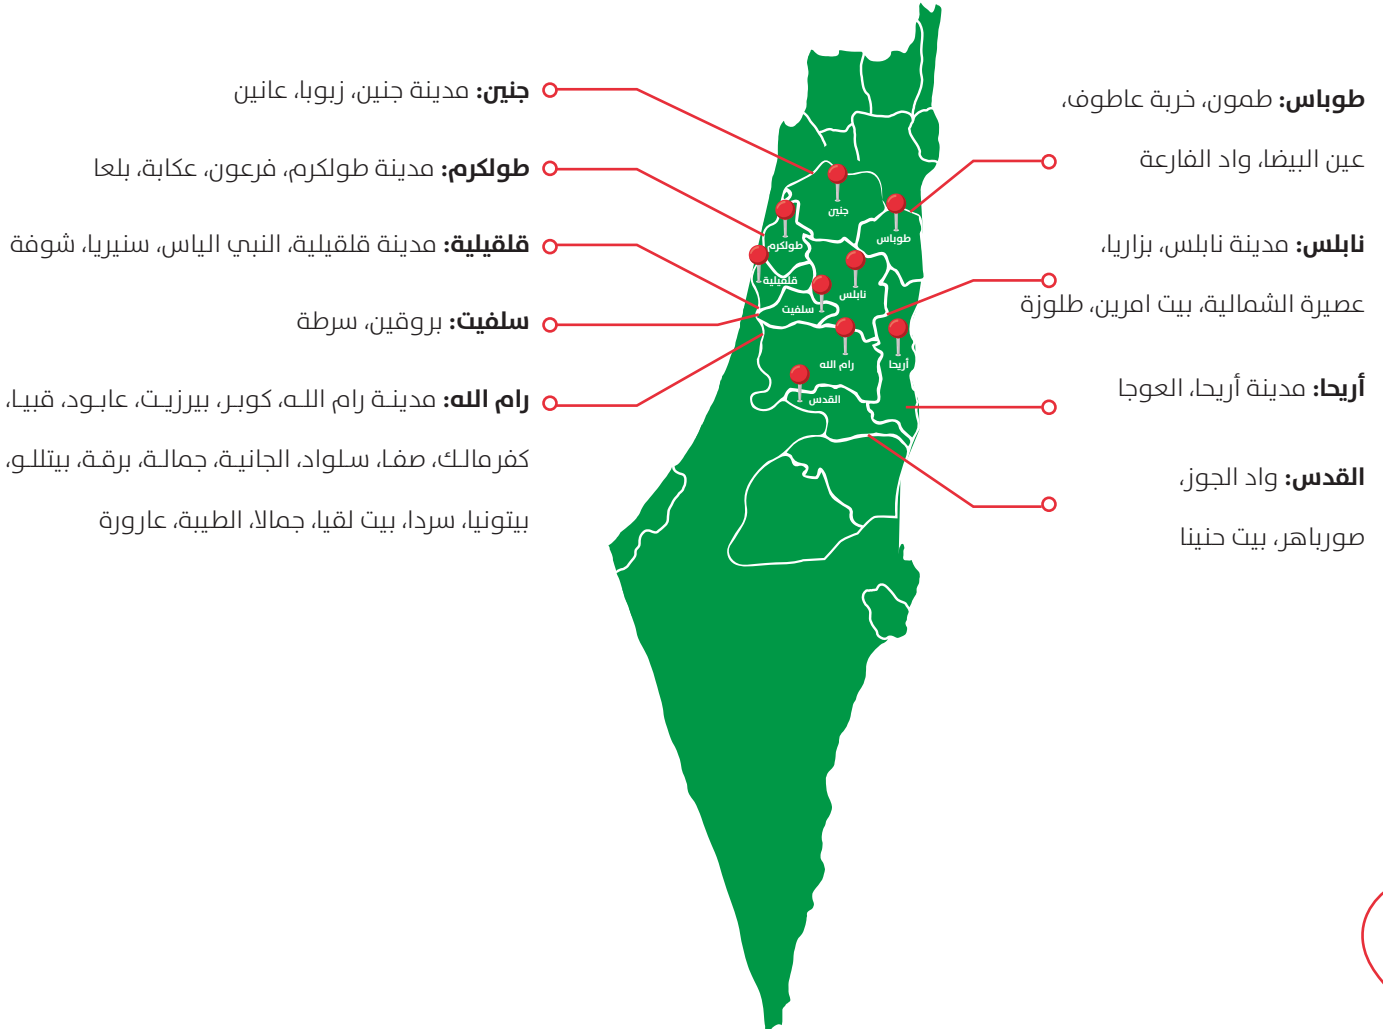 طوباس: طمون، خربة عاطوف،
عين البيضا، واد الفارعة
نابلس: مدينة نابلس، بزاريا،
عصيرة الشمالية، بيت امرين، طلوزة
أريحا: مدينة أريحا، العوجا
القدس: واد الجوز،
صورباهر، بيت حنينا
جنين: مدينة جنين، زبوبا، عانين
طولكرم: مدينة طولكرم، فرعون، عكابة، بلعا
قلقيلية: مدينة قلقيلية، النبي الياس، سنيريا، شوفة
سلفيت: بروقين، سرطة
رام الله: مدينة رام الله، كوبر، بيرزيت، عابود، قبيا،
كفرمالك، صفا، سلواد، الجانية، جمالة، برقة، بيتللو،
بيتونيا، سردا، بيت لقيا، جمالا، الطيبة، عارورة
جنين
طوباس
طولكرم
قلقيلية
نابلس
سلفيت
رام الله
أريحا
القدس